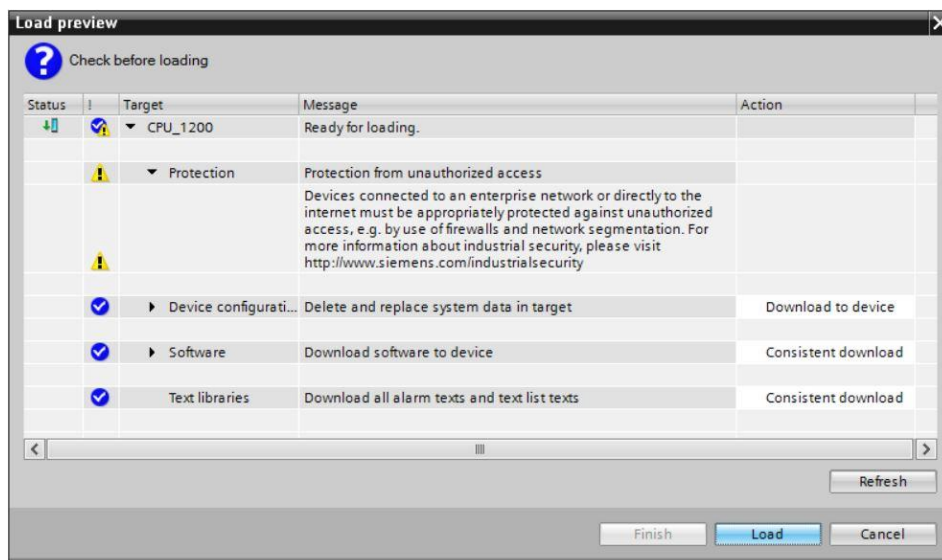 Load preview
Check before loading
Status ! Target Message Action
CPU_1200 Ready for loading.
Protection Protection from unauthorized access
Devices connected to an enterprise network or directly to the
internet must be appropriately protected against unauthorized
access, e.g. by use of firewalls and network segmentation. For
more information about industrial security, please visit
http://www.siemens.com/industrialsecurity
Device configurati... Delete and replace system data in target Download to device
Software Download software to device Consistent download
Text libraries Download all alarm texts and text list texts Consistent download
Refresh
Finish Load Cancel